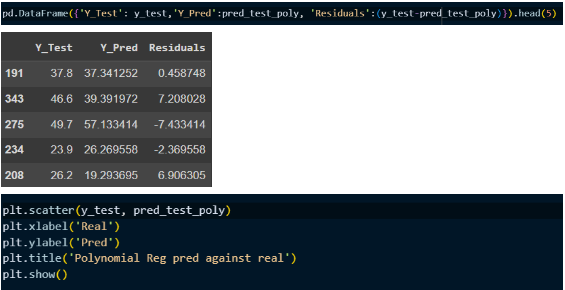 pd.DataFrame({'Y_Test': y_test,'Y_Pred':pred_test_poly, 'Residuals':(y_test-pred_test_poly)}).head(5)
Y_Test Y_Pred Residuals
191 37.8 37.341252 0.458748
343 46.6 39.391972 7.208028
275 49.7 57.133414 -7.433414
234 23.9 26.269558 -2.369558
208 26.2 19.293695 6.906305
plt.scatter(y_test, pred_test_poly)
plt.xlabel('Real')
plt.ylabel('Pred')
plt.title('Polynomial Reg pred against real')
plt.show()